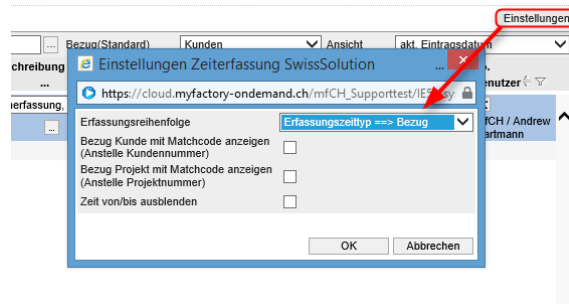 Einstellungen
... Bezug(Standard) Kunden Ansicht akt. Eintragsdatum
chreibung
...
enutzer
erfassung,
...
fCH / Andrew
artmann
Einstellungen Zeiterfassung SwissSolution ... ×
https://cloud.myfactory-ondemand.ch/mfCH_Supporttest/IE5
Erfassungsreihenfolge Erfassungszeittyp ==> Bezug
Bezug Kunde mit Matchcode anzeigen
(Anstelle Kundennummer)
Bezug Projekt mit Matchcode anzeigen
(Anstelle Projektnummer)
Zeit von/bis ausblenden
OK Abbrechen